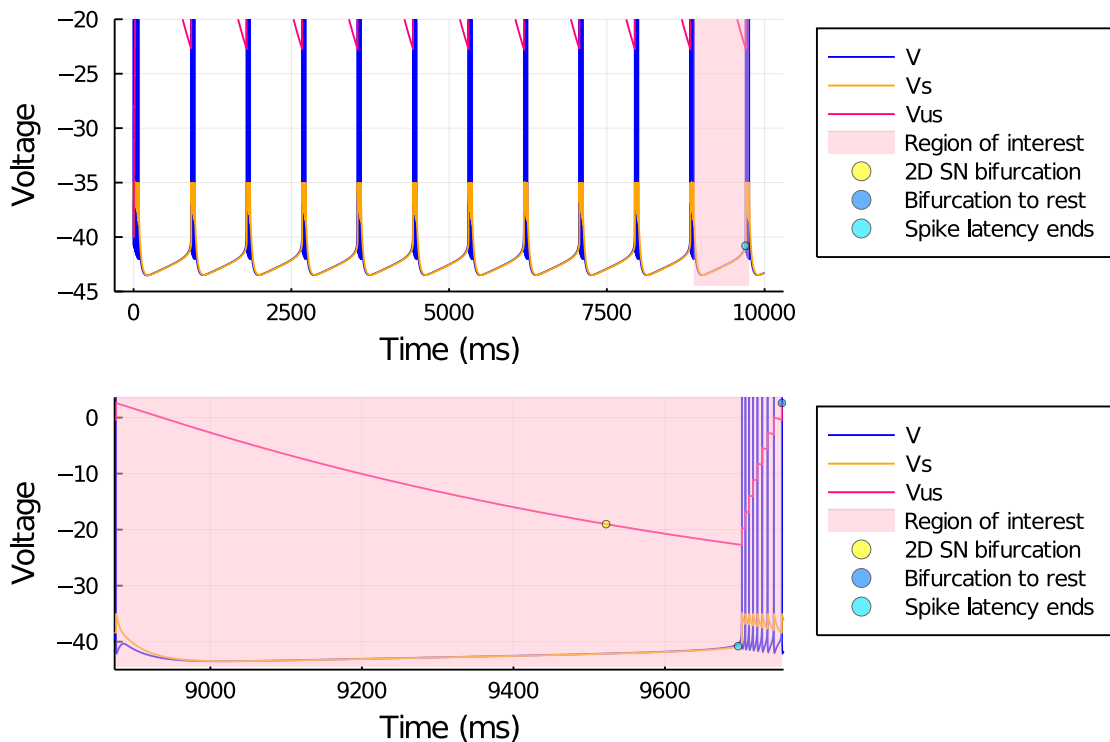 −20
−25
−30
−35
−40
−45
Voltage
0
2500
5000
7500
10000
Time (ms)
V
Vs
Vus
Region of interest
2D SN bifurcation
Bifurcation to rest
Spike latency ends
0
−10
−20
−30
−40
Voltage
9000
9200
9400
9600
Time (ms)
V
Vs
Vus
Region of interest
2D SN bifurcation
Bifurcation to rest
Spike latency ends